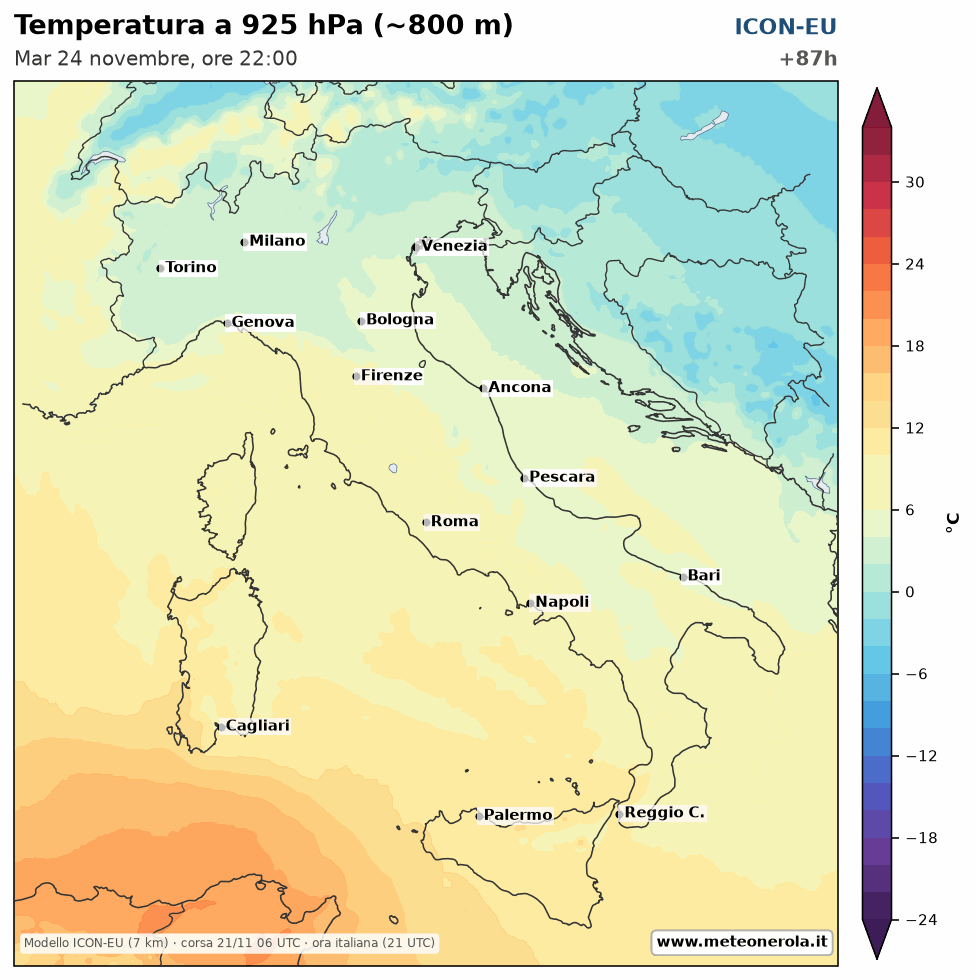 Temperatura a 925 hPa (~800 m)
ICON-EU
Mar 24 novembre, ore 22:00
+87h
Milano
Venezia
Torino
Genova
Bologna
Firenze
Ancona
Pescara
Roma
Bari
Napoli
Cagliari
Palermo
Reggio C.
30
24
18
12
6
0
−6
−12
−18
−24
°C
Modello ICON-EU (7 km) · corsa 21/11 06 UTC · ora italiana (21 UTC)
www.meteonerola.it